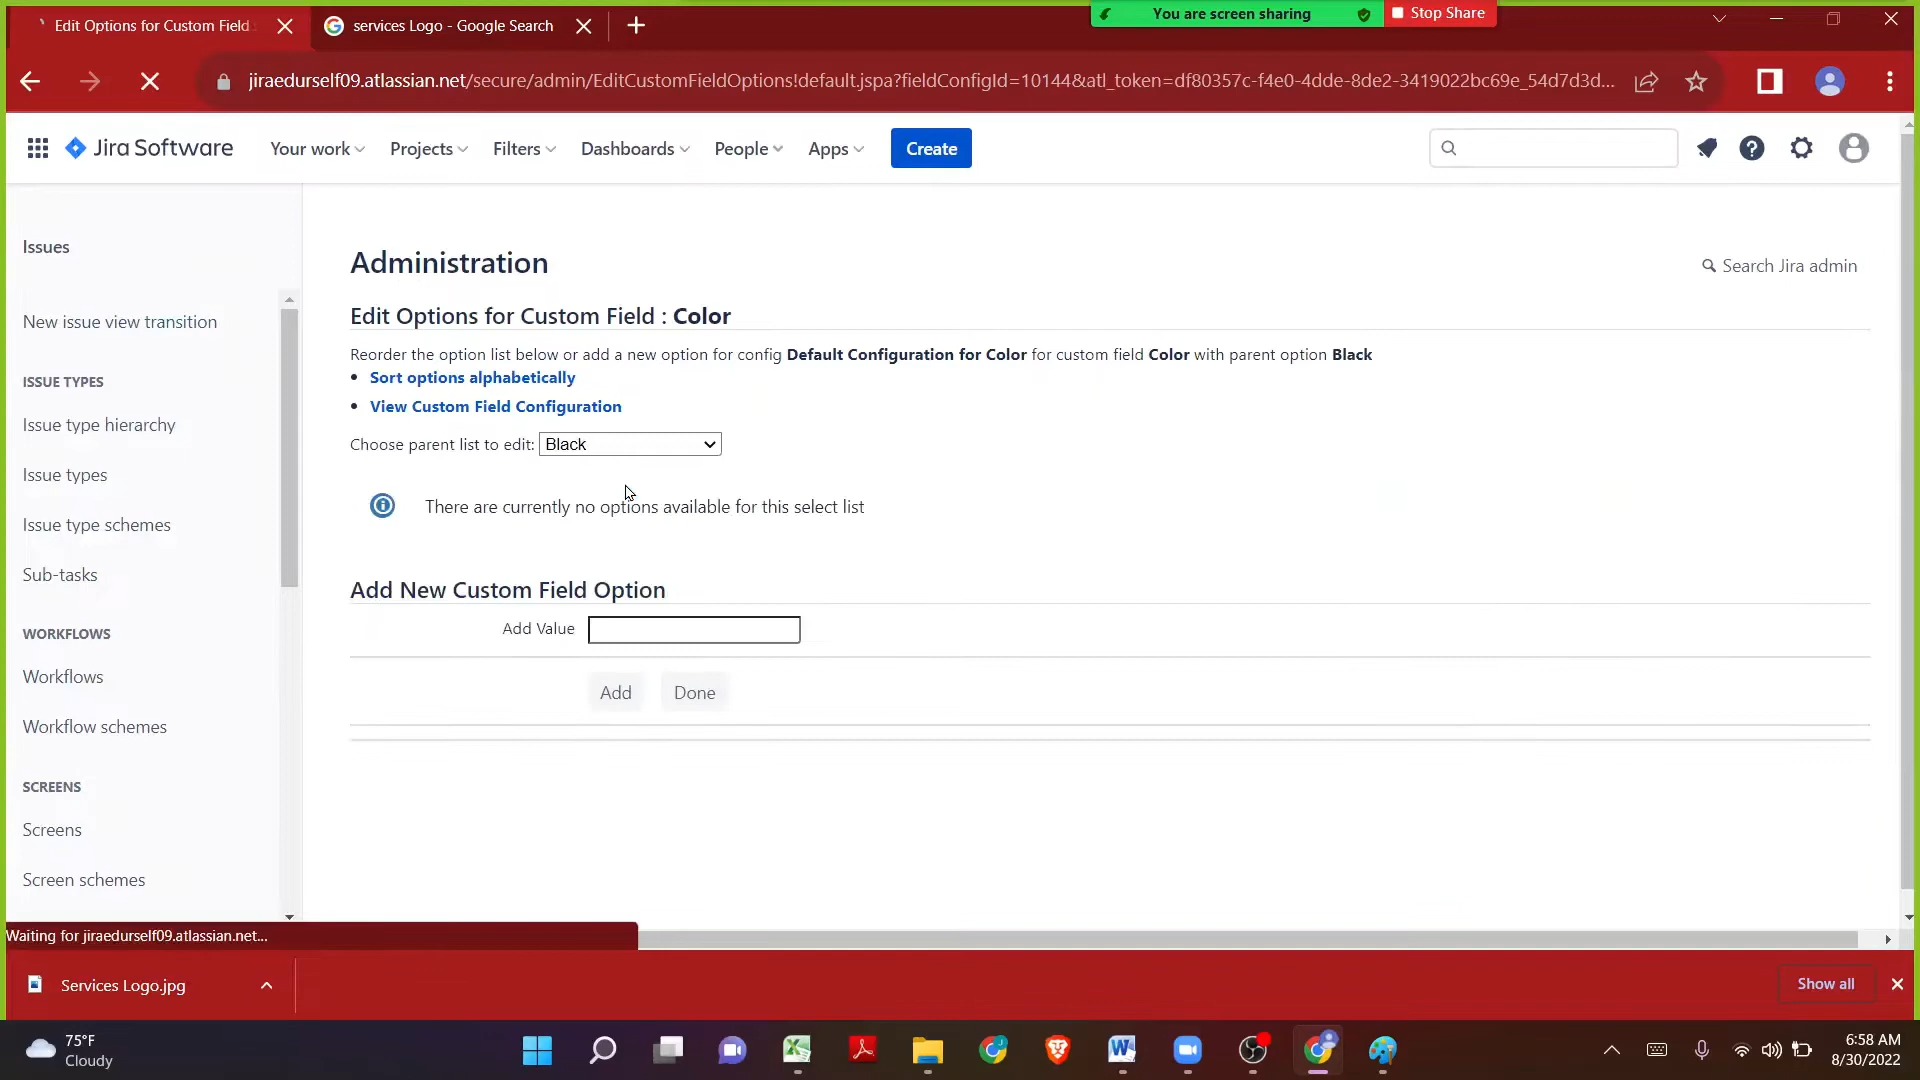 Edit Options for Custom Field
services Logo - Google Search
You are screen sharing
Stop Share
jiraedurself09.atlassian.net/secure/admin/EditCustomFieldOptions!default.jspa?fieldConfigId=10144&atl_token=df80357c-f4e0-4dde-8de2-3419022bc69e_54d7d3d...
Jira Software
Your work
Projects
Filters
Dashboards
People
Apps
Create
Issues
New issue view transition
ISSUE TYPES
Issue type hierarchy
Issue types
Issue type schemes
Sub-tasks
WORKFLOWS
Workflows
Workflow schemes
SCREENS
Screens
Screen schemes
Administration
Search Jira admin
Edit Options for Custom Field : Color
Reorder the option list below or add a new option for config Default Configuration for Color for custom field Color with parent option Black
• Sort options alphabetically
• View Custom Field Configuration
Choose parent list to edit: Black
There are currently no options available for this select list
Add New Custom Field Option
Add Value
Add
Done
Waiting for jiraedurself09.atlassian.net...
Services Logo.jpg
Show all
75°F
Cloudy
6:58 AM
8/30/2022